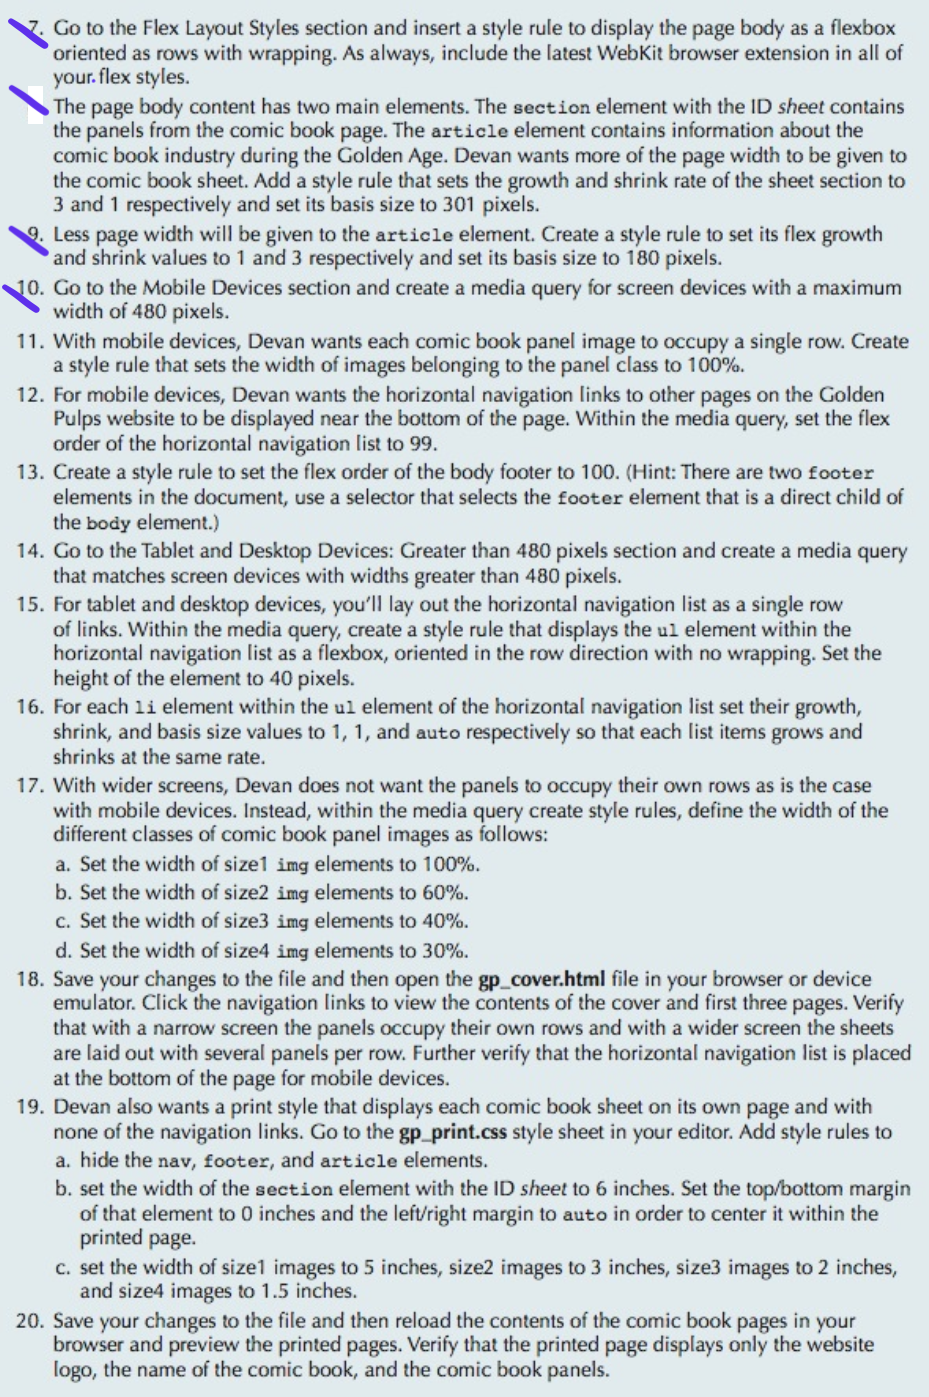 7. Go to the Flex Layout Styles section and insert a style rule to display the page body as a flexbox
oriented as rows with wrapping. As always, include the latest WebKit browser extension in all of
your flex styles.
The page body content has two main elements. The section element with the ID sheet contains
the panels from the comic book page. The article element contains information about the
comic book industry during the Golden Age. Devan wants more of the page width to be given to
the comic book sheet. Add a style rule that sets the growth and shrink rate of the sheet section to
3 and 1 respectively and set its basis size to 301 pixels.
9. Less page width will be given to the article element. Create a style rule to set its flex growth
and shrink values to 1 and 3 respectively and set its basis size to 180 pixels.
10. Go to the Mobile Devices section and create a media query for screen devices with a maximum
width of 480 pixels.
11. With mobile devices, Devan wants each comic book panel image to occupy a single row. Create
a style rule that sets the width of images belonging to the panel class to 100%.
12. For mobile devices, Devan wants the horizontal navigation links to other pages on the Golden
Pulps website to be displayed near the bottom of the page. Within the media query, set the flex
order of the horizontal navigation list to 99.
13. Create a style rule to set the flex order of the body footer to 100. (Hint: There are two footer
elements in the document, use a selector that selects the footer element that is a direct child of
the body element.)
14. Go to the Tablet and Desktop Devices: Greater than 480 pixels section and create a media query
that matches screen devices with widths greater than 480 pixels.
15. For tablet and desktop devices, you'll lay out the horizontal navigation list as a single row
of links. Within the media query, create a style rule that displays the ul element within the
horizontal navigation list as a flexbox, oriented in the row direction with no wrapping. Set the
height of the element to 40 pixels.
16. For each li element within the ul element of the horizontal navigation list set their growth,
shrink, and basis size values to 1, 1, and auto respectively so that each list items grows and
shrinks at the same rate.
17. With wider screens, Devan does not want the panels to occupy their own rows as is the case
with mobile devices. Instead, within the media query create style rules, define the width of the
different classes of comic book panel images as follows:
a. Set the width of size1 img elements to 100%.
b. Set the width of size2 img elements to 60%.
c. Set the width of size3 img elements to 40%.
d. Set the width of size4 img elements to 30%.
18. Save your changes to the file and then open the gp_cover.html file in your browser or device
emulator. Click the navigation links to view the contents of the cover and first three pages. Verify
that with a narrow screen the panels occupy their own rows and with a wider screen the sheets
are laid out with several panels per row. Further verify that the horizontal navigation list is placed
at the bottom of the page for mobile devices.
19. Devan also wants a print style that displays each comic book sheet on its own page and with
none of the navigation links. Go to the gp_print.css style sheet in your editor. Add style rules to
a. hide the nav, footer, and article elements.
b. set the width of the section element with the ID sheet to 6 inches. Set the top/bottom margin
of that element to 0 inches and the left/right margin to auto in order to center it within the
printed page.
c. set the width of size1 images to 5 inches, size2 images to 3 inches, size3 images to 2 inches,
and size4 images to 1.5 inches.
20. Save your changes to the file and then reload the contents of the comic book pages in your
browser and preview the printed pages. Verify that the printed page displays only the website
logo, the name of the comic book, and the comic book panels.